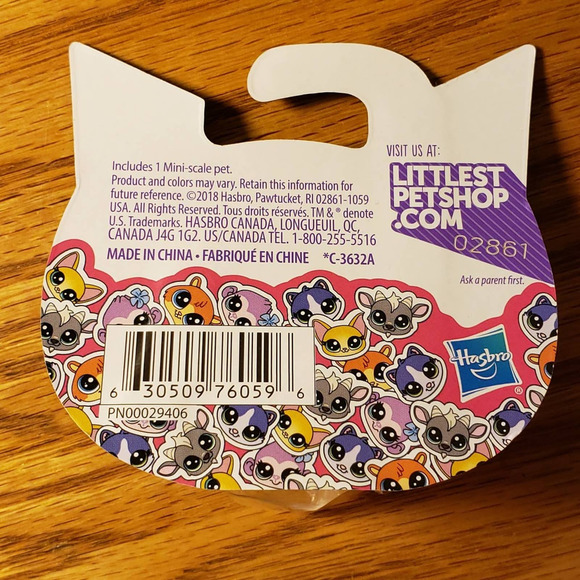 Includes 1 Mini-scale pet.
Product and colors may vary. Retain this information for
future reference. ©2018 Hasbro, Pawtucket, RI 02861-1059
USA. All Rights Reserved. Tous droits réservés. TM & ® denote
U.S. Trademarks. HASBRO CANADA, LONGUEUIL, QC,
CANADA J4G 1G2. US/CANADA TEL. 1-800-255-5516
MADE IN CHINA • FABRIQUÉ EN CHINE *C-3632A
VISIT US AT:
LITTLEST
PETSHOP
.COM
02861
Ask a parent first.
Hasbro
®
6 30509 76059 6
PN00029406